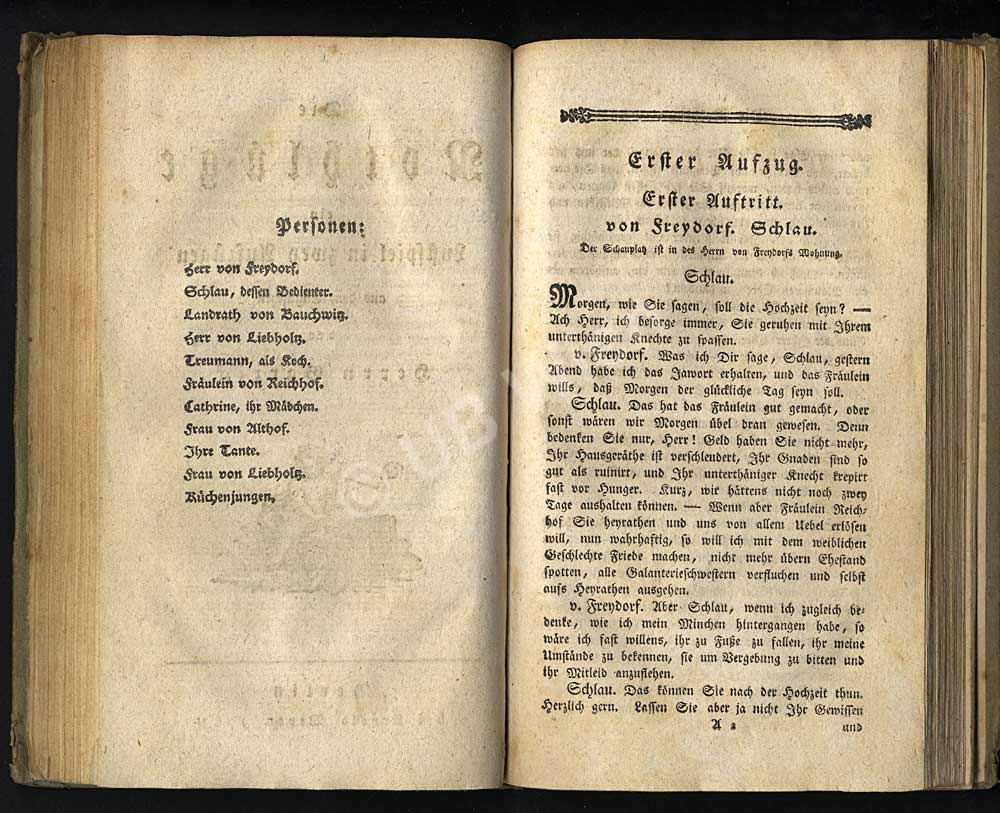 Personen:
Herr von Freydorf.
Schlau, dessen Bedienter.
Landrath von Bauchwitz.
Herr von Liebholtz.
Treumann, als Koch.
Fräulein von Reichhof.
Cathrine, ihr Mädchen.
Frau von Althof.
Ihre Tante.
Frau von Liebholtz.
Küchenjungen.
Erster Aufzug.
Erster Auftritt.
von Freydorf. Schlau.
Der Schauplatz ist in des Herrn von Freydorfs Wohnung.
Schlau.
Morgen, wie Sie sagen, soll die Hochzeit seyn? —
Ach Herr, ich besorge immer, Sie geruhen mit Ihrem
unterthänigen Knechte zu spassen.
v. Freydorf. Was ich Dir sage, Schlau, gestern
Abend habe ich das Jawort erhalten, und das Fräulein
wills, daß Morgen der glückliche Tag seyn soll.
Schlau. Das hat das Fräulein gut gemacht, oder
sonst wären wir Morgen übel dran gewesen. Denn
bedenken Sie nur, Herr! Geld haben Sie nicht mehr,
Ihr Hausgeräthe ist verschleudert, Ihr Gnaden sind so
gut als ruinirt, und Ihr unterthäniger Knecht krepirt
fast vor Hunger. Kurz, wir hättens nicht noch zwey
Tage aushalten können. — Wenn aber Fräulein Reich-
hof Sie heyrathen und uns von allem Uebel erlösen
will, nun wahrhaftig, so will ich mit dem weiblichen
Geschlechte Friede machen, nicht mehr übern Ehestand
spotten, alle Galanterieschwestern verfluchen und selbst
aufs Heyrathen ausgehen.
v. Freydorf. Aber Schlau, wenn ich zugleich be-
denke, wie ich mein Minchen hintergangen habe, so
wäre ich fast willens, ihr zu Fuße zu fallen, ihr meine
Umstände zu bekennen, sie um Vergebung zu bitten und
ihr Mitleid anzuflehen.
Schlau. Das können Sie nach der Hochzeit thun.
Herzlich gern. Lassen Sie aber ja nicht Ihr Gewissen
A 2 und
© UB